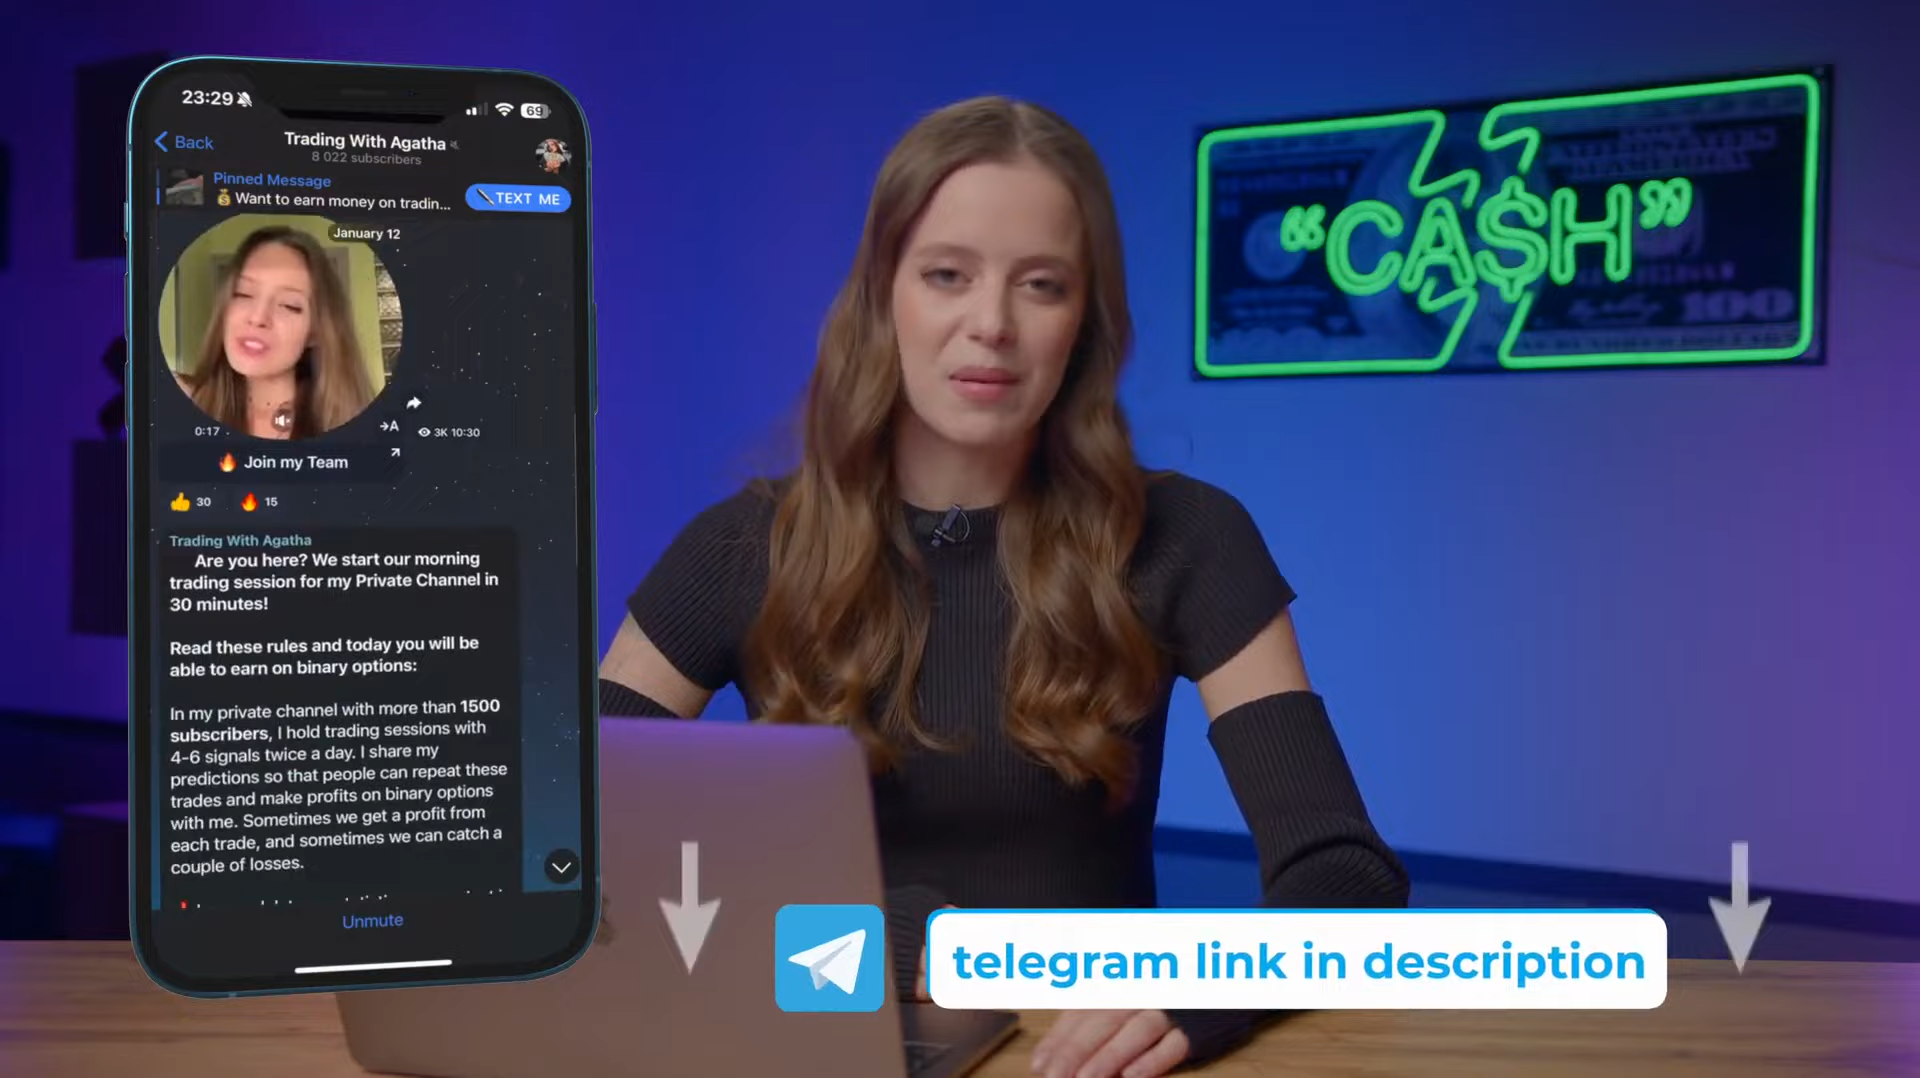 23:29
69
Back
Trading With Agatha
8 022 subscribers
Pinned Message
Want to earn money on tradin...
TEXT ME
January 12
0:17
→A
3K 10:30
Join my Team
30
15
Trading With Agatha
Are you here? We start our morning
trading session for my Private Channel in
30 minutes!
Read these rules and today you will be
able to earn on binary options:
In my private channel with more than 1500
subscribers, I hold trading sessions with
4-6 signals twice a day. I share my
predictions so that people can repeat these
trades and make profits on binary options
with me. Sometimes we get a profit from
each trade, and sometimes we can catch a
couple of losses.
Unmute
“CA$H”
100
telegram link in description